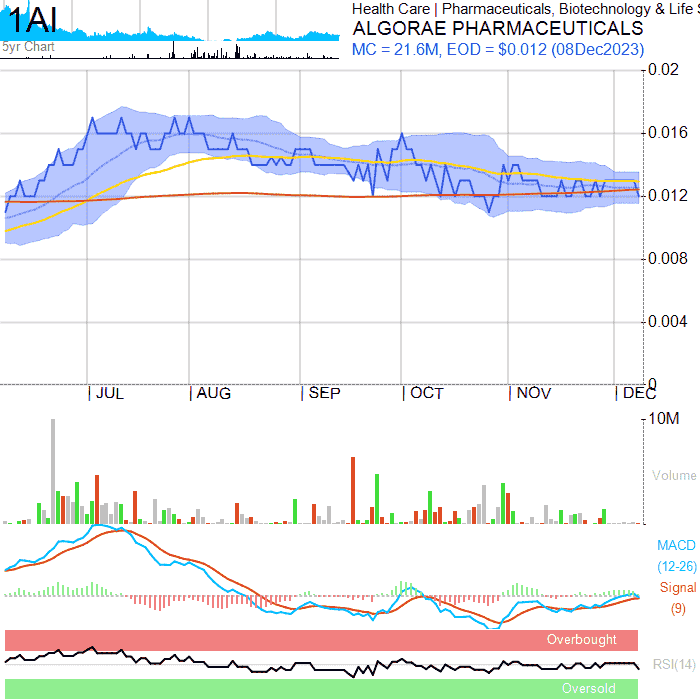 1AI
5yr Chart
Health Care | Pharmaceuticals, Biotechnology & Life S
ALGORAE PHARMACEUTICALS
MC = 21.6M, EOD = $0.012 (08Dec2023)
0.02
0.016
0.012
0.008
0.004
0
JUL AUG SEP OCT NOV DEC
10M
Volume
MACD
(12-26)
Signal
(9)
Overbought
RSI(14)
Oversold